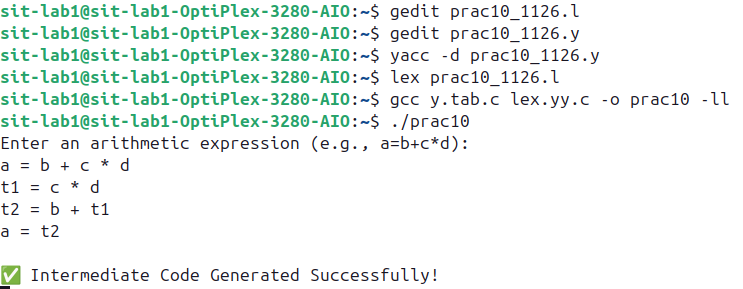 sit-lab1@sit-lab1-OptiPlex-3280-AIO:~$ gedit prac10_1126.l
sit-lab1@sit-lab1-OptiPlex-3280-AIO:~$ gedit prac10_1126.y
sit-lab1@sit-lab1-OptiPlex-3280-AIO:~$ yacc -d prac10_1126.y
sit-lab1@sit-lab1-OptiPlex-3280-AIO:~$ lex prac10_1126.l
sit-lab1@sit-lab1-OptiPlex-3280-AIO:~$ gcc y.tab.c lex.yy.c -o prac10 -ll
sit-lab1@sit-lab1-OptiPlex-3280-AIO:~$ ./prac10
Enter an arithmetic expression (e.g., a=b+c*d):
a = b + c * d
t1 = c * d
t2 = b + t1
a = t2
✅ Intermediate Code Generated Successfully!